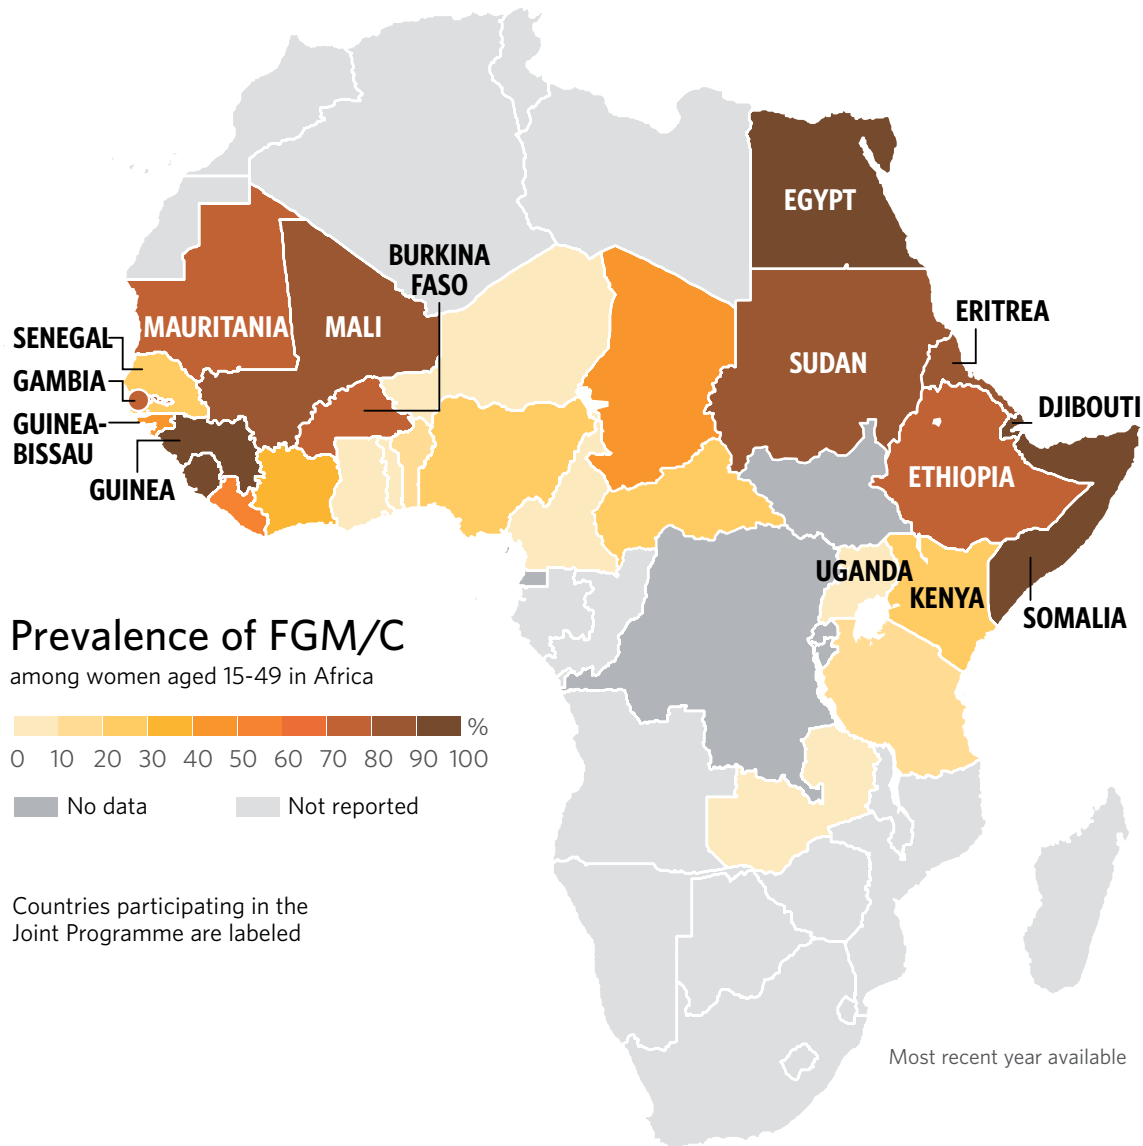 EGYPT
BURKINA
FASO
ERITREA
SENEGAL
MAURITANIA
MALI
SUDAN
GAMBIA
DJIBOUTI
GUINEA-
BISSAU
ETHIOPIA
GUINEA
UGANDA
KENYA
SOMALIA
Prevalence of FGM/C
among women aged 15-49 in Africa
%
0 10 20 30 40 50 60 70 80 90 100
No data
Not reported
Countries participating in the
Joint Programme are labeled
Most recent year available